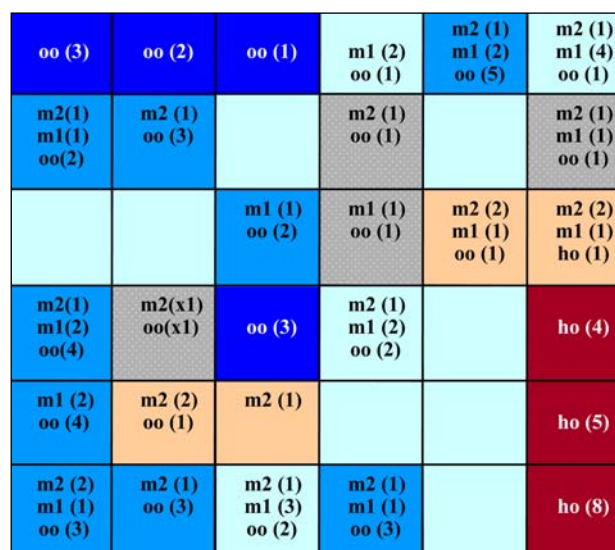 oo (3)
oo (2)
oo (1)
m1 (2)
oo (1)
m2 (1)
m1 (2)
oo (5)
m2 (1)
m1 (4)
oo (1)
m2(1)
m1(1)
oo(2)
m2 (1)
oo (3)
m2 (1)
oo (1)
m2 (1)
m1 (1)
oo (1)
m1 (1)
oo (2)
m1 (1)
oo (1)
m2 (2)
m1 (1)
oo (1)
m2 (2)
m1 (1)
ho (1)
m2(1)
m1(2)
oo(4)
m2(x1)
oo(x1)
oo (3)
m2 (1)
m1 (2)
oo (2)
ho (4)
m1 (2)
oo (4)
m2 (2)
oo (1)
m2 (1)
ho (5)
m2 (2)
m1 (1)
oo (3)
m2 (1)
oo (3)
m2 (1)
m1 (3)
oo (2)
m2 (1)
m1 (1)
oo (3)
ho (8)